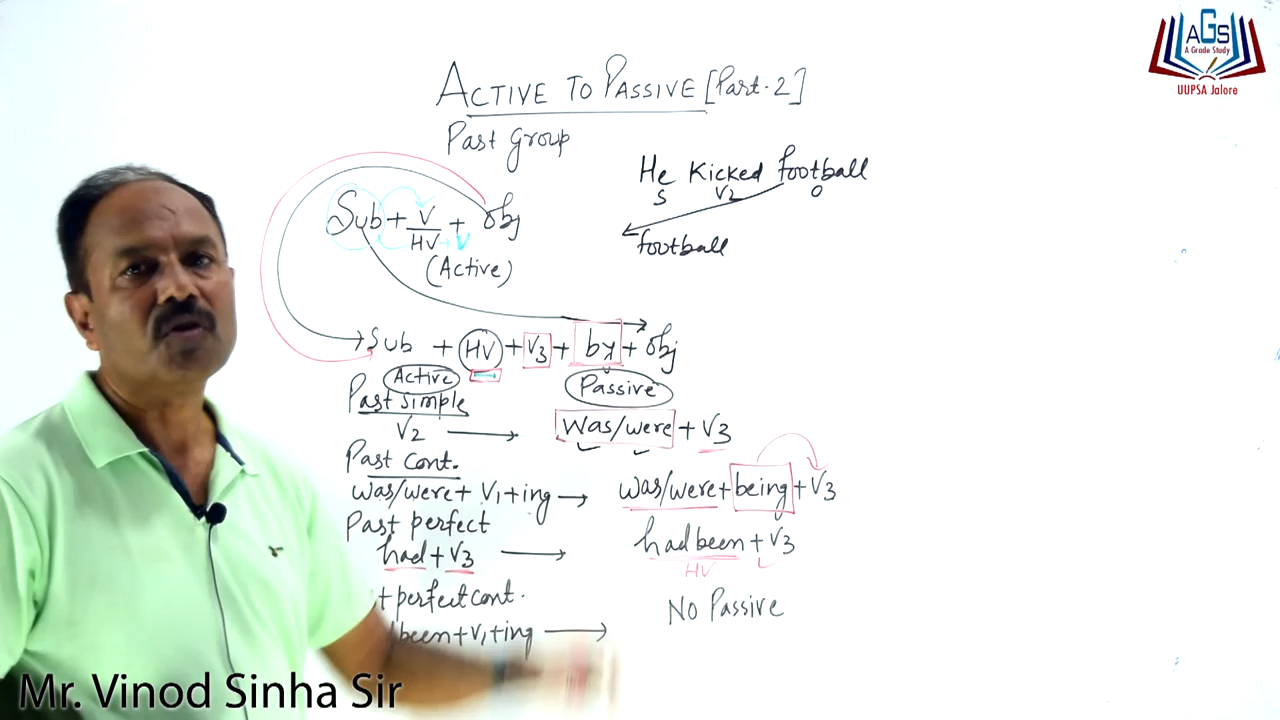 ACTIVE TO PASSIVE [Part-2]
Past Group
He Kicked football
S V2 O
football
Sub + V/HV + obj
V
(Active)
Sub + HV + V3 + by + obj
Active Passive
Past Simple
V2 → was/were + V3
Past Cont.
was/were + V1 + ing → was/were + being + V3
Past perfect
had + V3 → had been + V3
HV
perfect cont.
been + V1 + ing → No Passive
AGS
A Grade Study
UUPSA Jalore
Mr. Vinod Sinha Sir